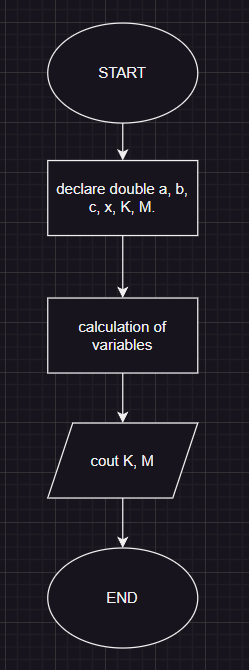 START
declare double a, b,
c, x, K, M.
calculation of
variables
cout K, M
END